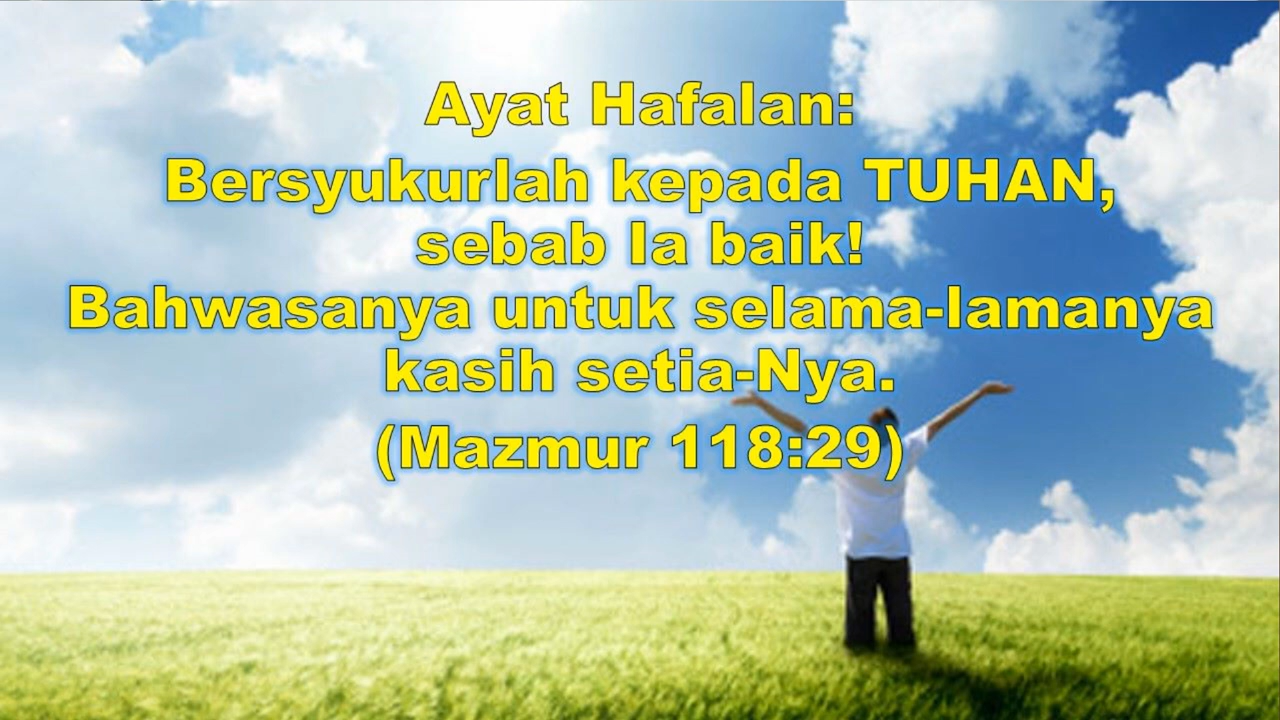 Ayat Hafalan:
Bersyukurlah kepada TUHAN,
sebab Ia baik!
Bahwasanya untuk selama-lamanya
kasih setia-Nya.
(Mazmur 118:29)